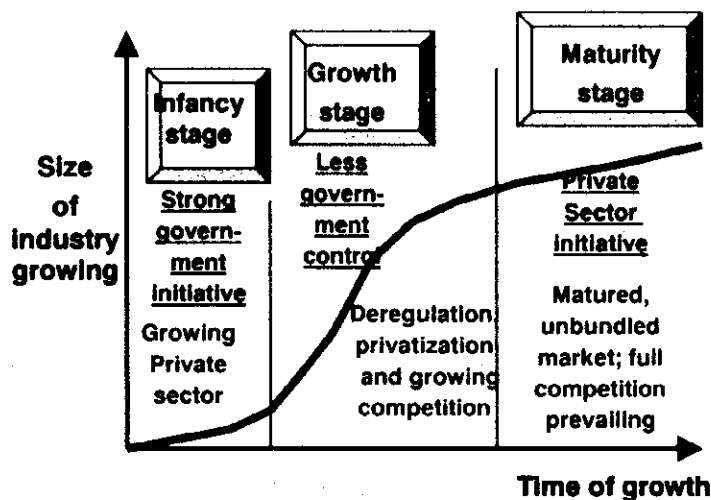 Infancy
stage
Growth
stage
Maturity
stage
Size
of
industry
growing
Strong
govern-
ment
initiative
Growing
Private
sector
Less
govern-
ment
control
Deregulation,
privatization
and growing
competition
Private
Sector
initiative
Matured,
unbundled
market; full
competition
prevailing
Time of growth